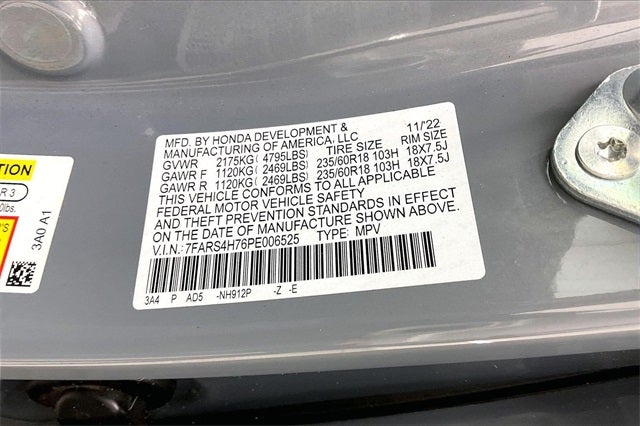 MFD. BY HONDA DEVELOPMENT & 11/'22
MANUFACTURING OF AMERICA, LLC
GVWR 2175KG( 4795LBS) TIRE SIZE RIM SIZE
GAWR F 1120KG( 2469LBS) 235/60R18 103H 18X7.5J
GAWR R 1120KG( 2469LBS) 235/60R18 103H 18X7.5J
THIS VEHICLE CONFORMS TO ALL APPLICABLE
FEDERAL MOTOR VEHICLE SAFETY
AND THEFT PREVENTION STANDARDS IN EFFECT
ON THE DATE OF MANUFACTURE SHOWN ABOVE.
V.I.N.: 7FARS4H76PE006525 TYPE: MPV
3A4 P AD5 -NH912P -Z -E
TION
R 3
0lbs.
'S
3A0 A1